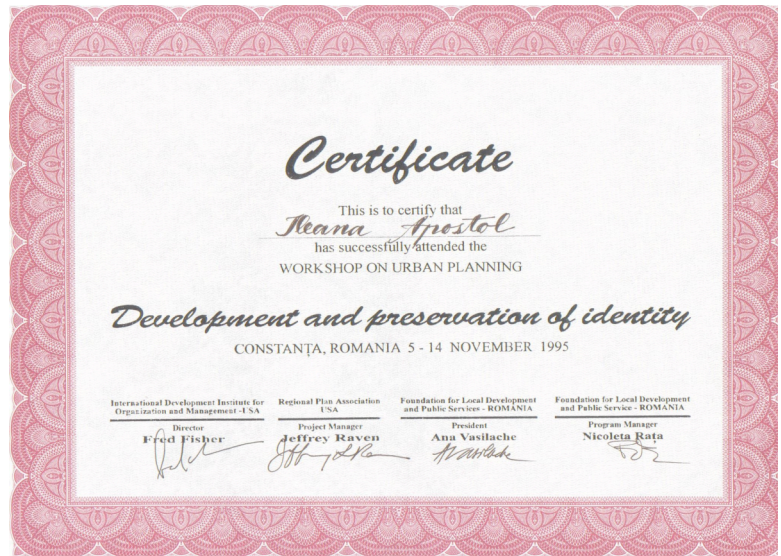 Certificate
This is to certify that
Ileana Apostol
has successfully attended the
WORKSHOP ON URBAN PLANNING
Development and preservation of identity
CONSTANȚA, ROMANIA 5 - 14 NOVEMBER 1995
International Development Institute for
Organization and Management -USA
Director
Fred Fisher
Regional Plan Association
USA
Project Manager
Jeffrey Raven
Foundation for Local Development
and Public Services - ROMANIA
President
Ana Vasilache
AVasilache
Foundation for Local Development
and Public Service - ROMANIA
Program Manager
Nicoleta Rata